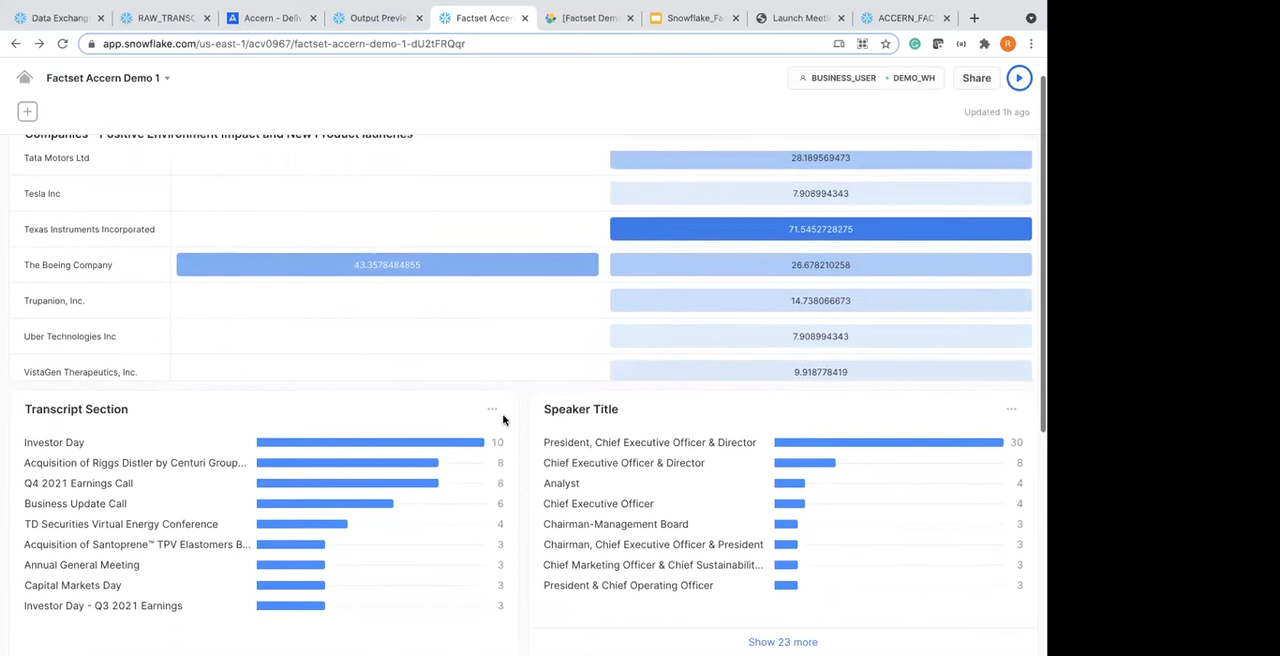 Data Exchang
RAW_TRANSC
Accern - Deliv
Output Previe
Factset Accern
[Factset Dem
Snowflake_Fa
Launch Meeti
ACCERN_FAC
app.snowflake.com/us-east-1/acv0967/factset-accern-demo-1-dU2tFRQqr
R
Factset Accern Demo 1
BUSINESS_USER
DEMO_WH
Share
Updated 1h ago
Companies - Positive Environment Impact and New Product launches
Tata Motors Ltd 28.189569473
Tesla Inc 7.908994343
Texas Instruments Incorporated 71.5452728275
The Boeing Company 43.3578484855 26.678210258
Trupanion, Inc. 14.738066673
Uber Technologies Inc 7.908994343
VistaGen Therapeutics, Inc. 9.918778419
Transcript Section
Investor Day 10
Acquisition of Riggs Distler by Centuri Group... 8
Q4 2021 Earnings Call 8
Business Update Call 6
TD Securities Virtual Energy Conference 4
Acquisition of Santoprene™ TPV Elastomers B... 3
Annual General Meeting 3
Capital Markets Day 3
Investor Day - Q3 2021 Earnings 3
Speaker Title
President, Chief Executive Officer & Director 30
Chief Executive Officer & Director 8
Analyst 4
Chief Executive Officer 4
Chairman-Management Board 3
Chairman, Chief Executive Officer & President 3
Chief Marketing Officer & Chief Sustainabilit... 3
President & Chief Operating Officer 3
Show 23 more